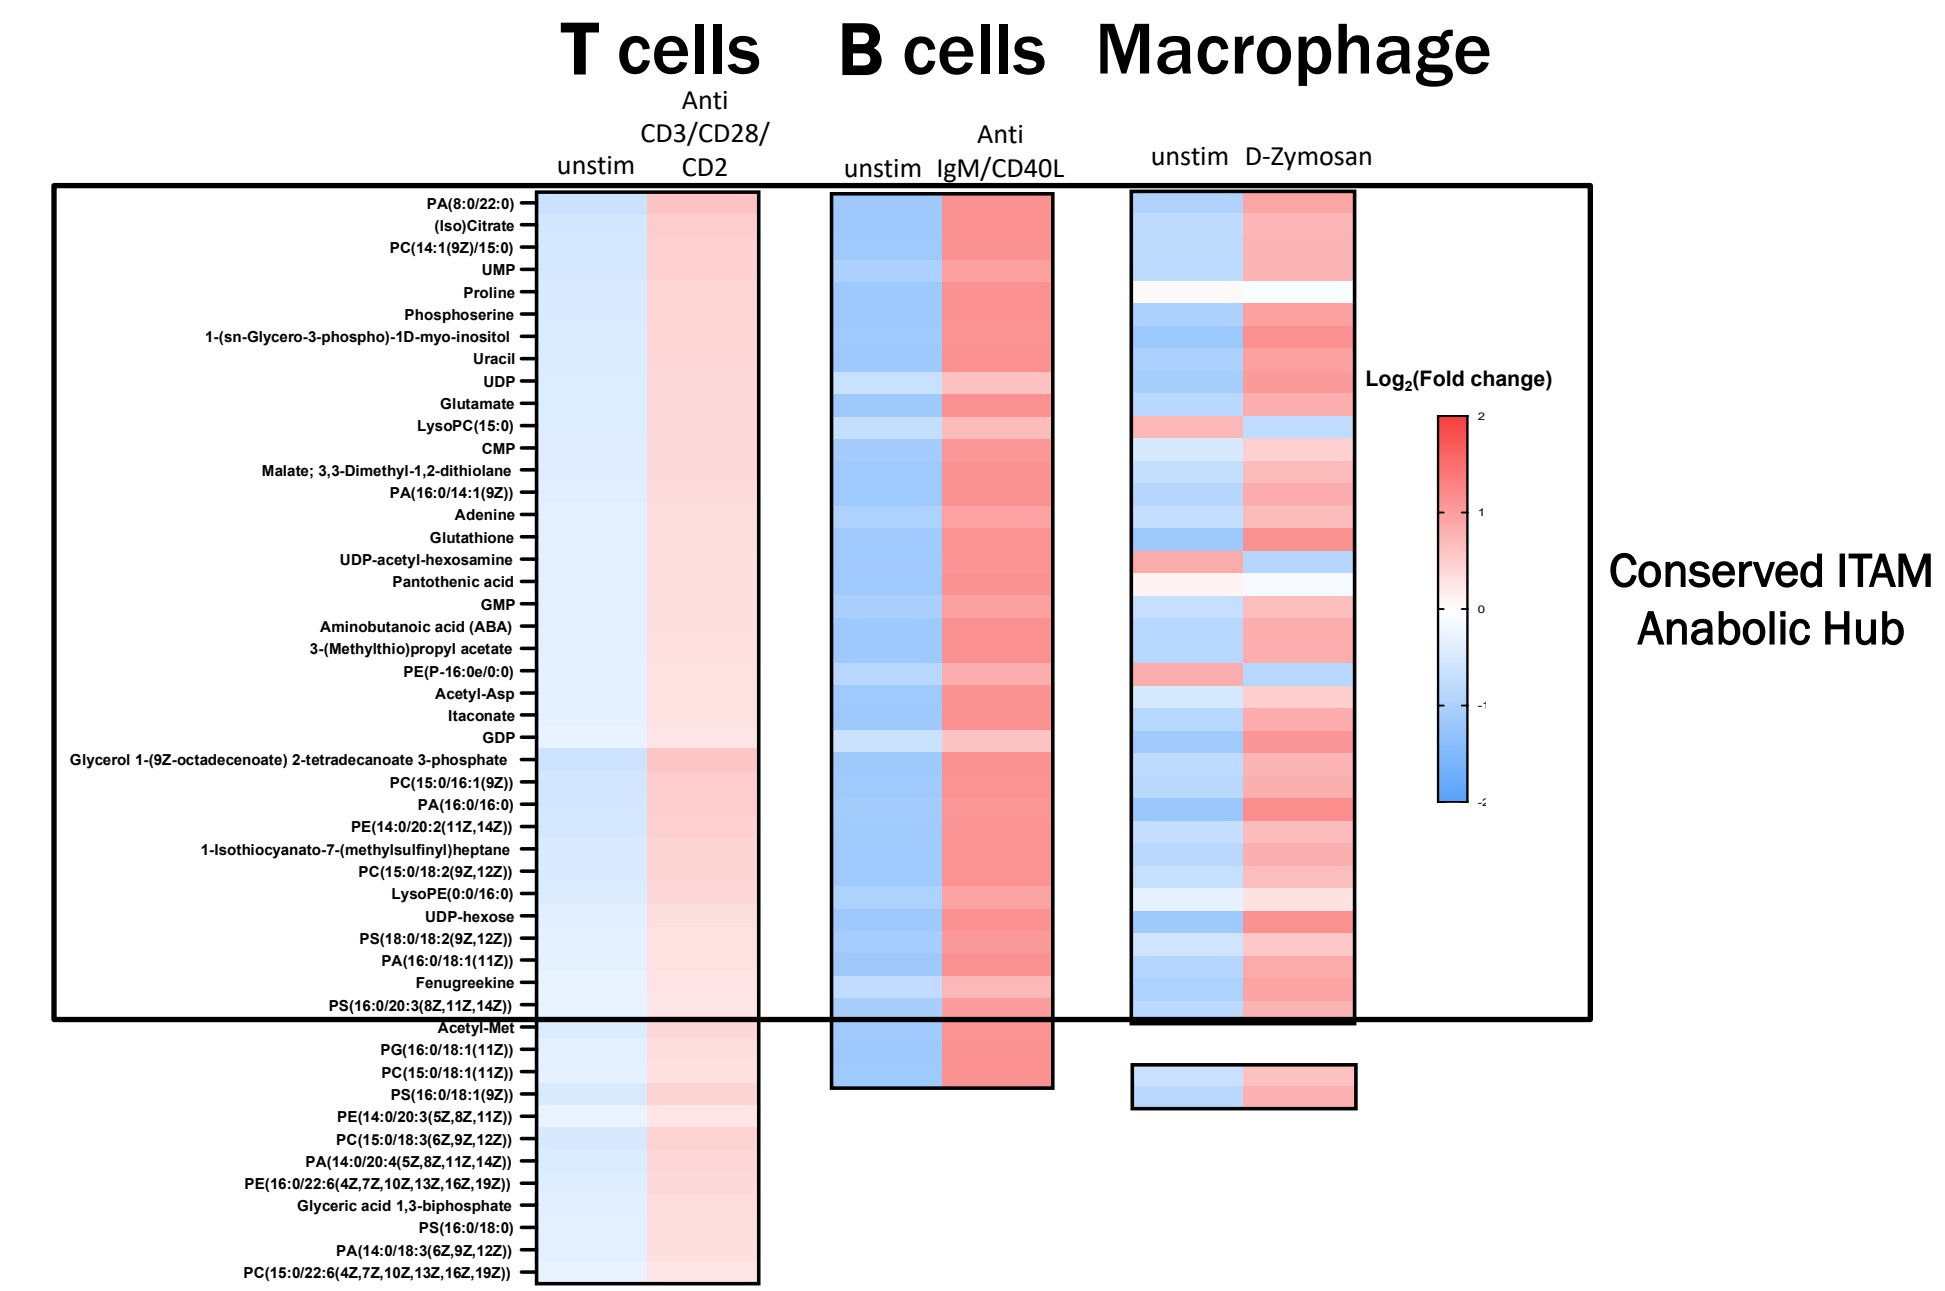 T cells
B cells
Macrophage
Anti
CD3/CD28/
CD2
unstim
Anti
IgM/CD40L
unstim
unstim
D-Zymosan
PA(8:0/22:0)
(Iso)Citrate
PC(14:1(9Z)/15:0)
UMP
Proline
Phosphoserine
1-(sn-Glycero-3-phospho)-1D-myo-inositol
Uracil
UDP
Glutamate
LysoPC(15:0)
CMP
Malate; 3,3-Dimethyl-1,2-dithiolane
PA(16:0/14:1(9Z))
Adenine
Glutathione
UDP-acetyl-hexosamine
Pantothenic acid
GMP
Aminobutanoic acid (ABA)
3-(Methylthio)propyl acetate
PE(P-16:0e/0:0)
Acetyl-Asp
Itaconate
GDP
Glycerol 1-(9Z-octadecenoate) 2-tetradecanoate 3-phosphate
PC(15:0/16:1(9Z))
PA(16:0/16:0)
PE(14:0/20:2(11Z,14Z))
1-Isothiocyanato-7-(methylsulfinyl)heptane
PC(15:0/18:2(9Z,12Z))
LysoPE(0:0/16:0)
UDP-hexose
PS(18:0/18:2(9Z,12Z))
PA(16:0/18:1(11Z))
Fenugreekine
PS(16:0/20:3(8Z,11Z,14Z))
Acetyl-Met
PG(16:0/18:1(11Z))
PC(15:0/18:1(11Z))
PS(16:0/18:1(9Z))
PE(14:0/20:3(5Z,8Z,11Z))
PC(15:0/18:3(6Z,9Z,12Z))
PA(14:0/20:4(5Z,8Z,11Z,14Z))
PE(16:0/22:6(4Z,7Z,10Z,13Z,16Z,19Z))
Glyceric acid 1,3-biphosphate
PS(16:0/18:0)
PA(14:0/18:3(6Z,9Z,12Z))
PC(15:0/22:6(4Z,7Z,10Z,13Z,16Z,19Z))
Log2(Fold change)
2
1
0
-1
-2
Conserved ITAM
Anabolic Hub